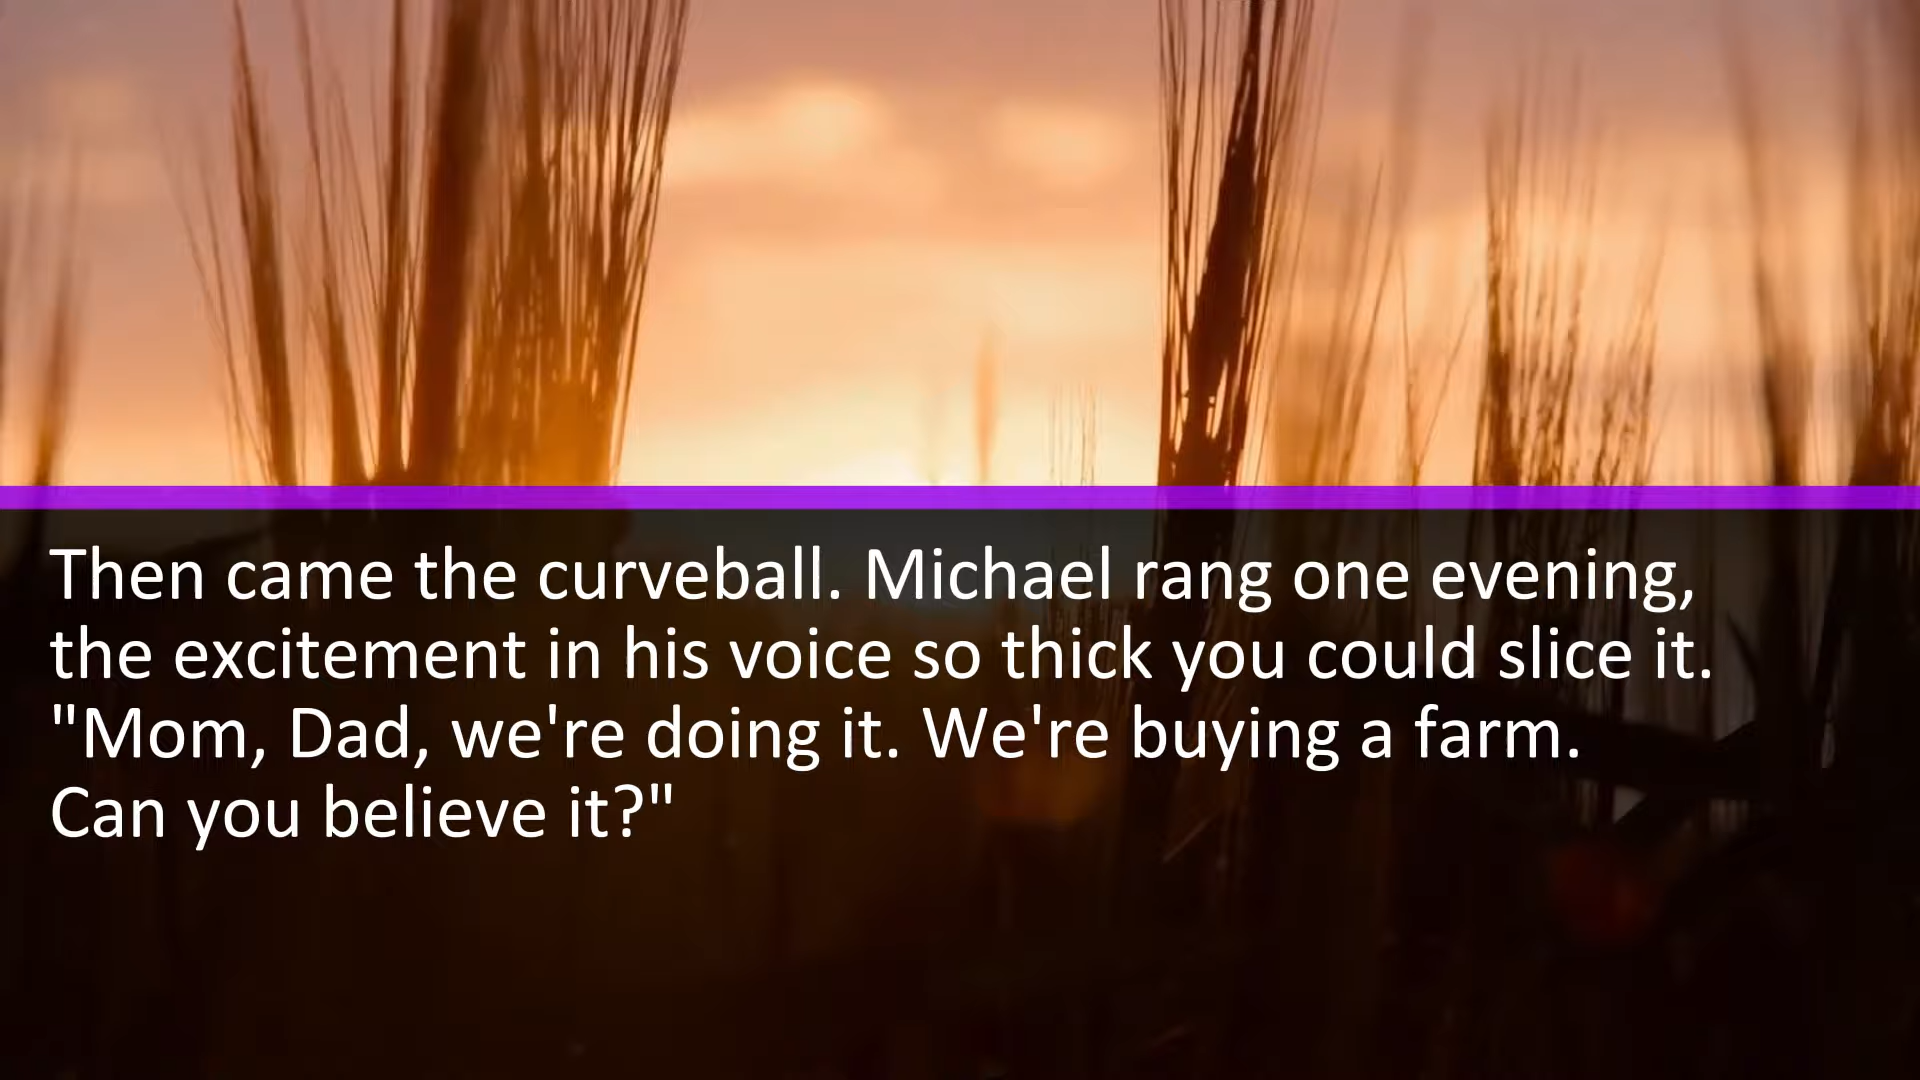 Then came the curveball. Michael rang one evening,
the excitement in his voice so thick you could slice it.
"Mom, Dad, we're doing it. We're buying a farm.
Can you believe it?"